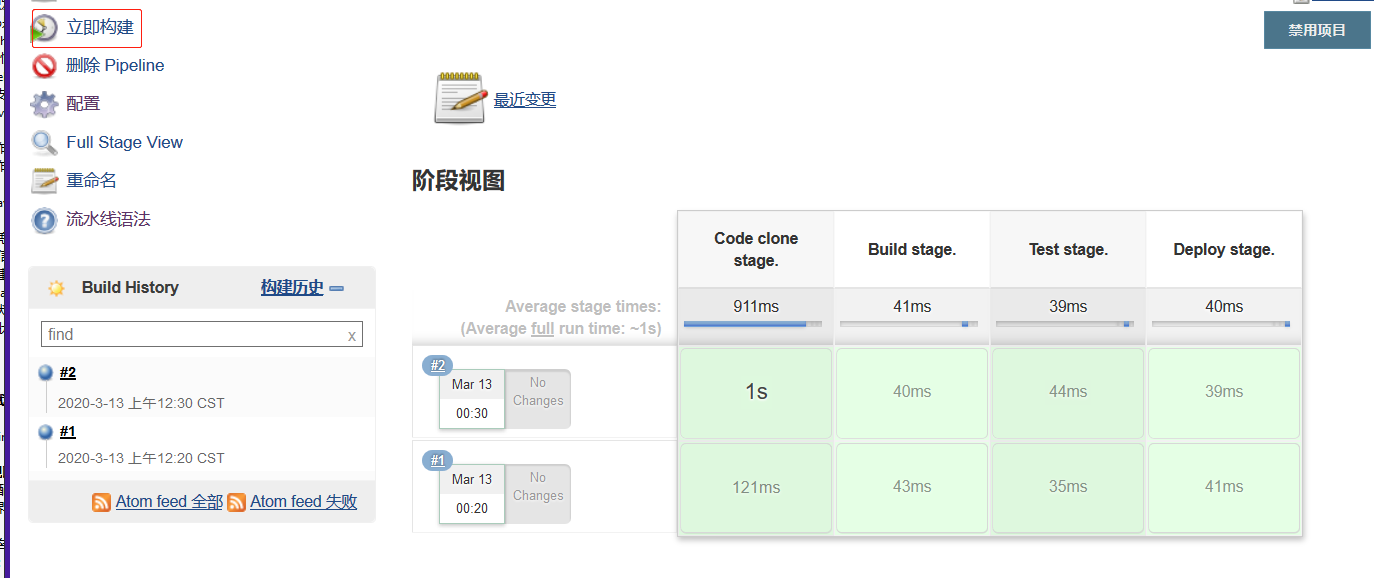 立即构建
删除 Pipeline
配置
Full Stage View
重命名
流水线语法
Build History
构建历史
find
x
#2
2020-3-13 上午12:30 CST
#1
2020-3-13 上午12:20 CST
Atom feed 全部
Atom feed 失败
禁用项目
最近变更
阶段视图
Code clone
stage.
Build stage.
Test stage.
Deploy stage.
Average stage times:
(Average full run time: ~1s)
911ms
41ms
39ms
40ms
#2
Mar 13
00:30
No
Changes
1s
40ms
44ms
39ms
#1
Mar 13
00:20
No
Changes
121ms
43ms
35ms
41ms